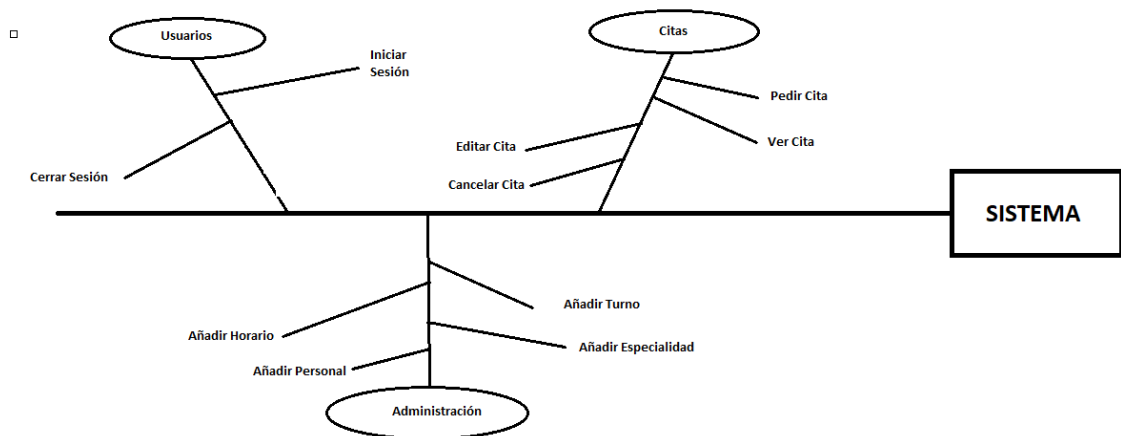 Usuarios
Citas
Iniciar
Sesión
Pedir Cita
Editar Cita
Ver Cita
Cerrar Sesión
Cancelar Cita
SISTEMA
Añadir Turno
Añadir Horario
Añadir Especialidad
Añadir Personal
Administración